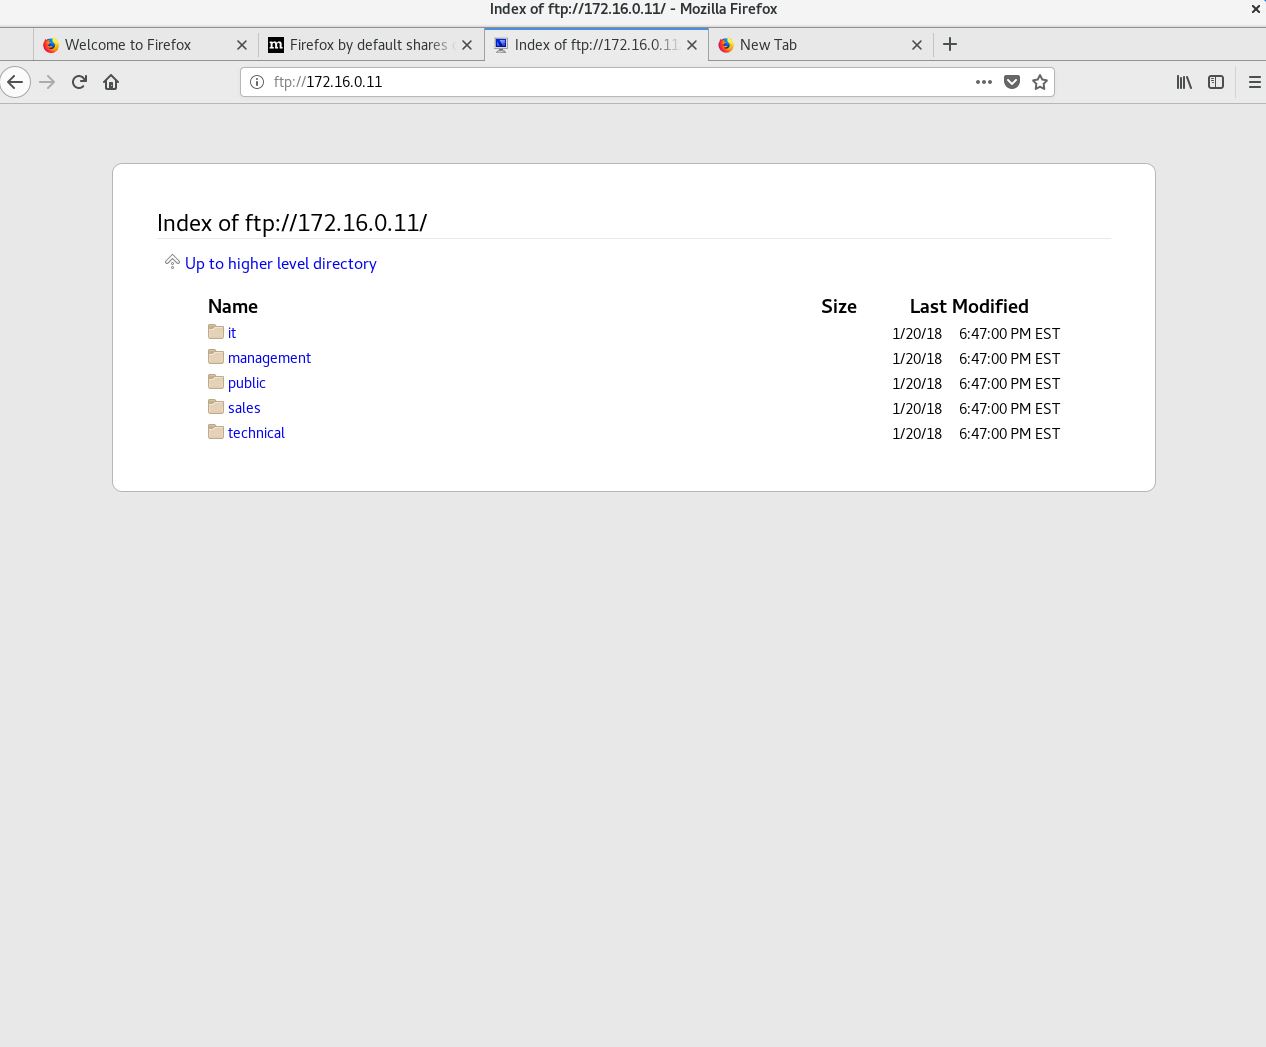 Index of ftp://172.16.0.11/ - Mozilla Firefox
Welcome to Firefox
m Firefox by default shares
Index of ftp://172.16.0.11
New Tab
ftp://172.16.0.11
Index of ftp://172.16.0.11/
Up to higher level directory
Name Size Last Modified
it 1/20/18 6:47:00 PM EST
management 1/20/18 6:47:00 PM EST
public 1/20/18 6:47:00 PM EST
sales 1/20/18 6:47:00 PM EST
technical 1/20/18 6:47:00 PM EST